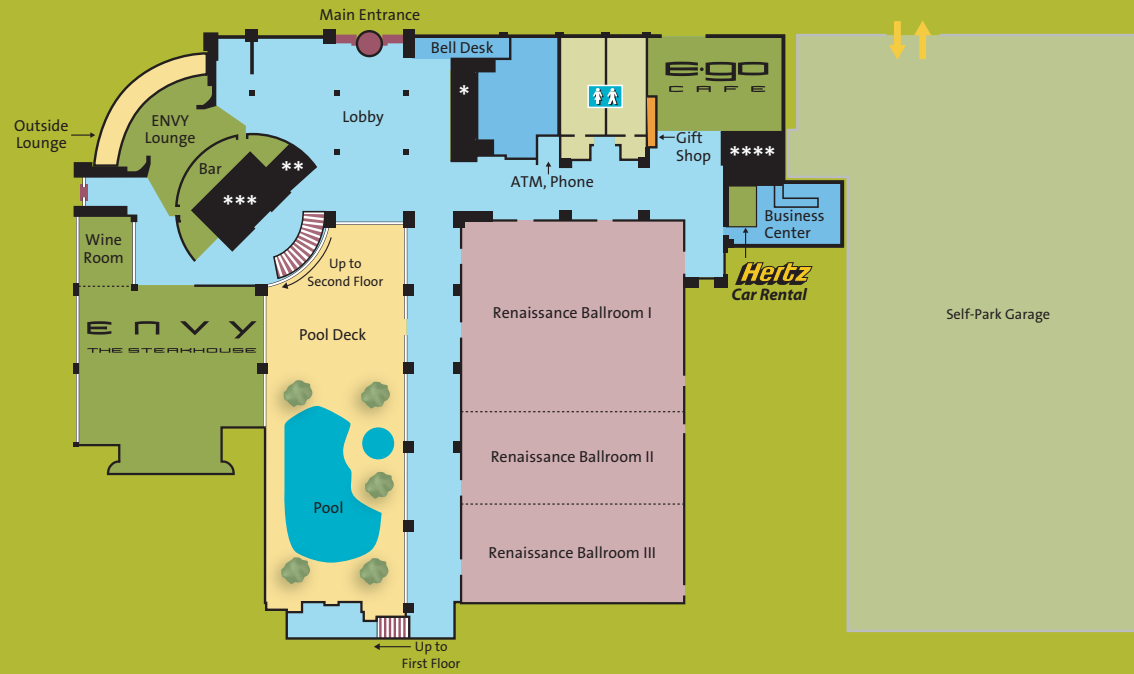 Main Entrance
Bell Desk
E·go
CAFE
*
Lobby
Outside
Lounge
ENVY
Lounge
Gift
Shop
****
Bar
**
ATM, Phone
***
Business
Center
Wine
Room
Up to
Second Floor
Hertz
Car Rental
Renaissance Ballroom I
Self-Park Garage
ENVY
THE STEAKHOUSE
Pool Deck
Renaissance Ballroom II
Pool
Renaissance Ballroom III
Up to
First Floor